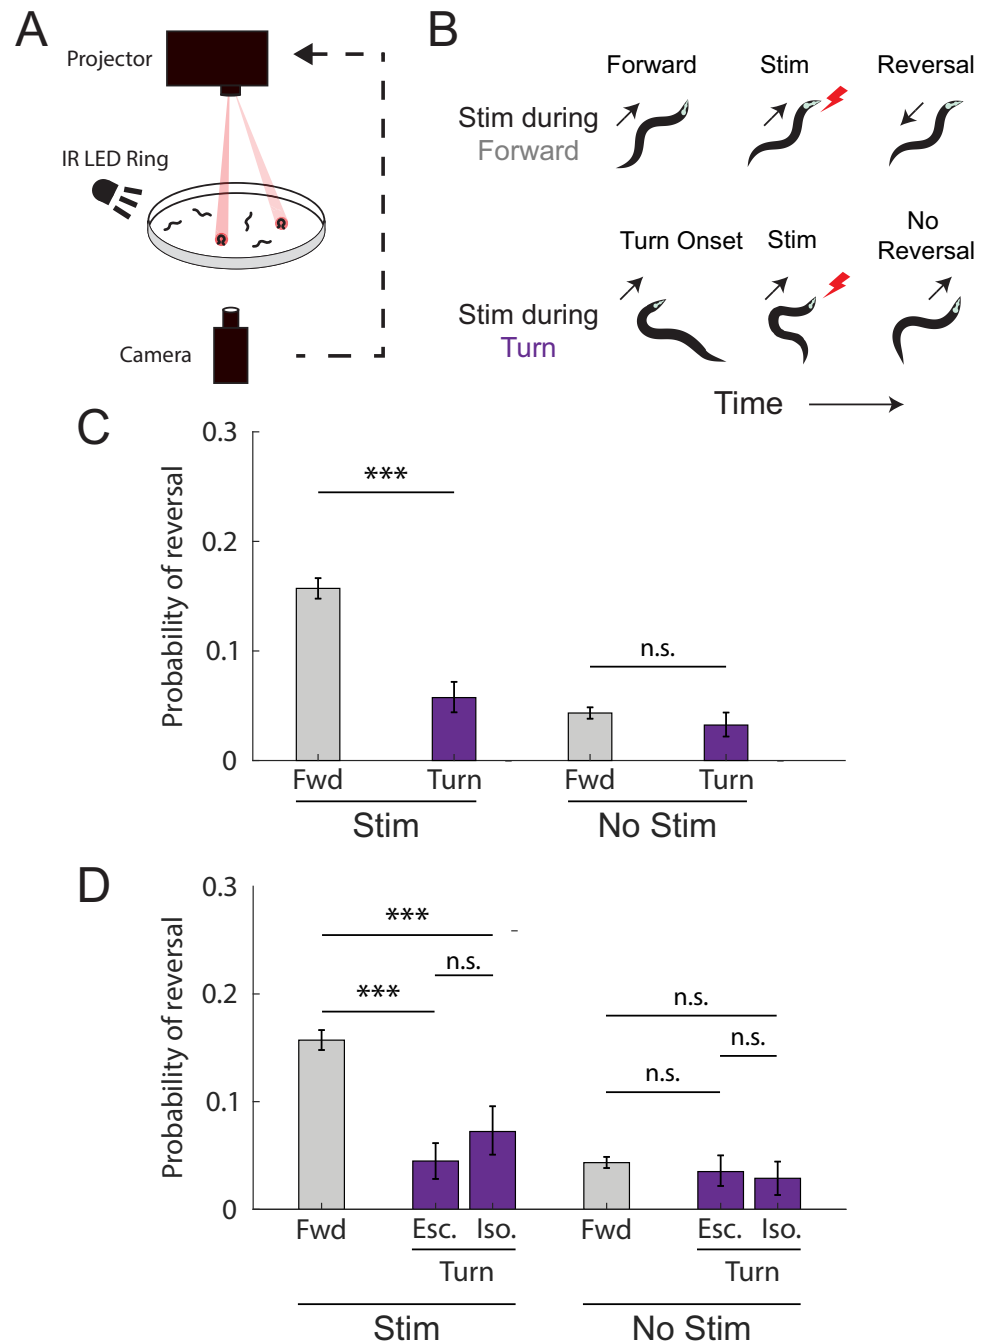 A
Projector
IR LED Ring
Camera
B
Forward
Stim
Reversal
Stim during
Forward
Turn Onset
Stim
No
Reversal
Stim during
Turn
Time
C
Probability of reversal
0.3
0.2
0.1
0
***
n.s.
Fwd
Turn
Fwd
Turn
Stim
No Stim
D
Probability of reversal
0.3
0.2
0.1
0
***
n.s.
***
n.s.
n.s.
n.s.
Fwd
Esc.
Iso.
Fwd
Esc.
Iso.
Turn
Turn
Stim
No Stim